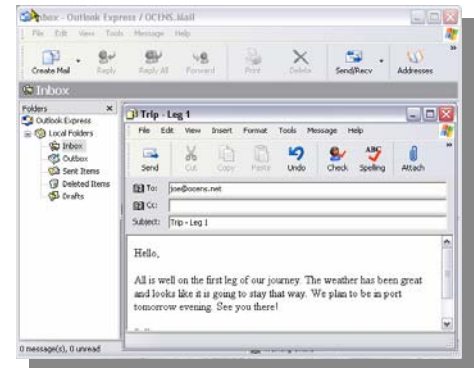 Inbox - Outlook Express / OCENS.Mail
File Edit View Tools Message Help
Create Mail Reply Reply All Forward Print Delete Send/Recv Addresses
Inbox
Folders
Outlook Express
Local Folders
Inbox
Outbox
Sent Items
Deleted Items
Drafts
Trip - Leg 1
File Edit View Insert Format Tools Message Help
Send Cut Copy Paste Undo Check Spelling Attach
To: joe@ocens.net
Cc:
Subject: Trip - Leg 1
Hello,
All is well on the first leg of our journey. The weather has been great
and looks like it is going to stay that way. We plan to be in port
tomorrow evening. See you there!
0 message(s), 0 unread